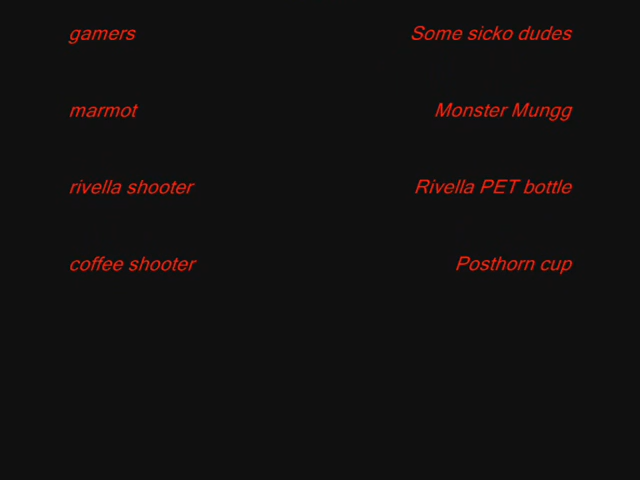 gamers Some sicko dudes
marmot Monster Mungg
rivella shooter Rivella PET bottle
coffee shooter Posthorn cup